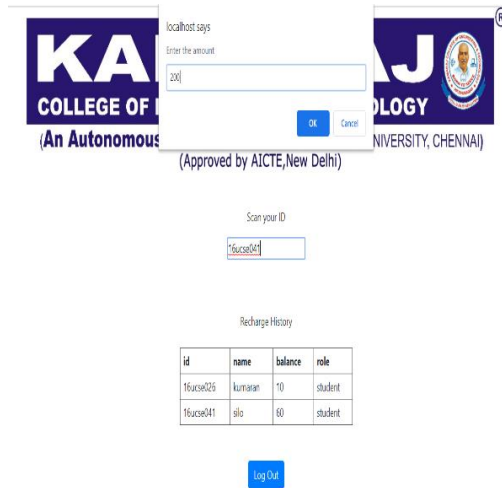 localhost says
Enter the amount
200
OK Cancel
®
KA J
COLLEGE OF OLOGY
(An Autonomous NIVERSITY, CHENNAI)
(Approved by AICTE,New Delhi)
Scan your ID
16ucse041
Recharge History
id name balance role
16ucse026 kumaran 10 student
16ucse041 silo 60 student
Log Out